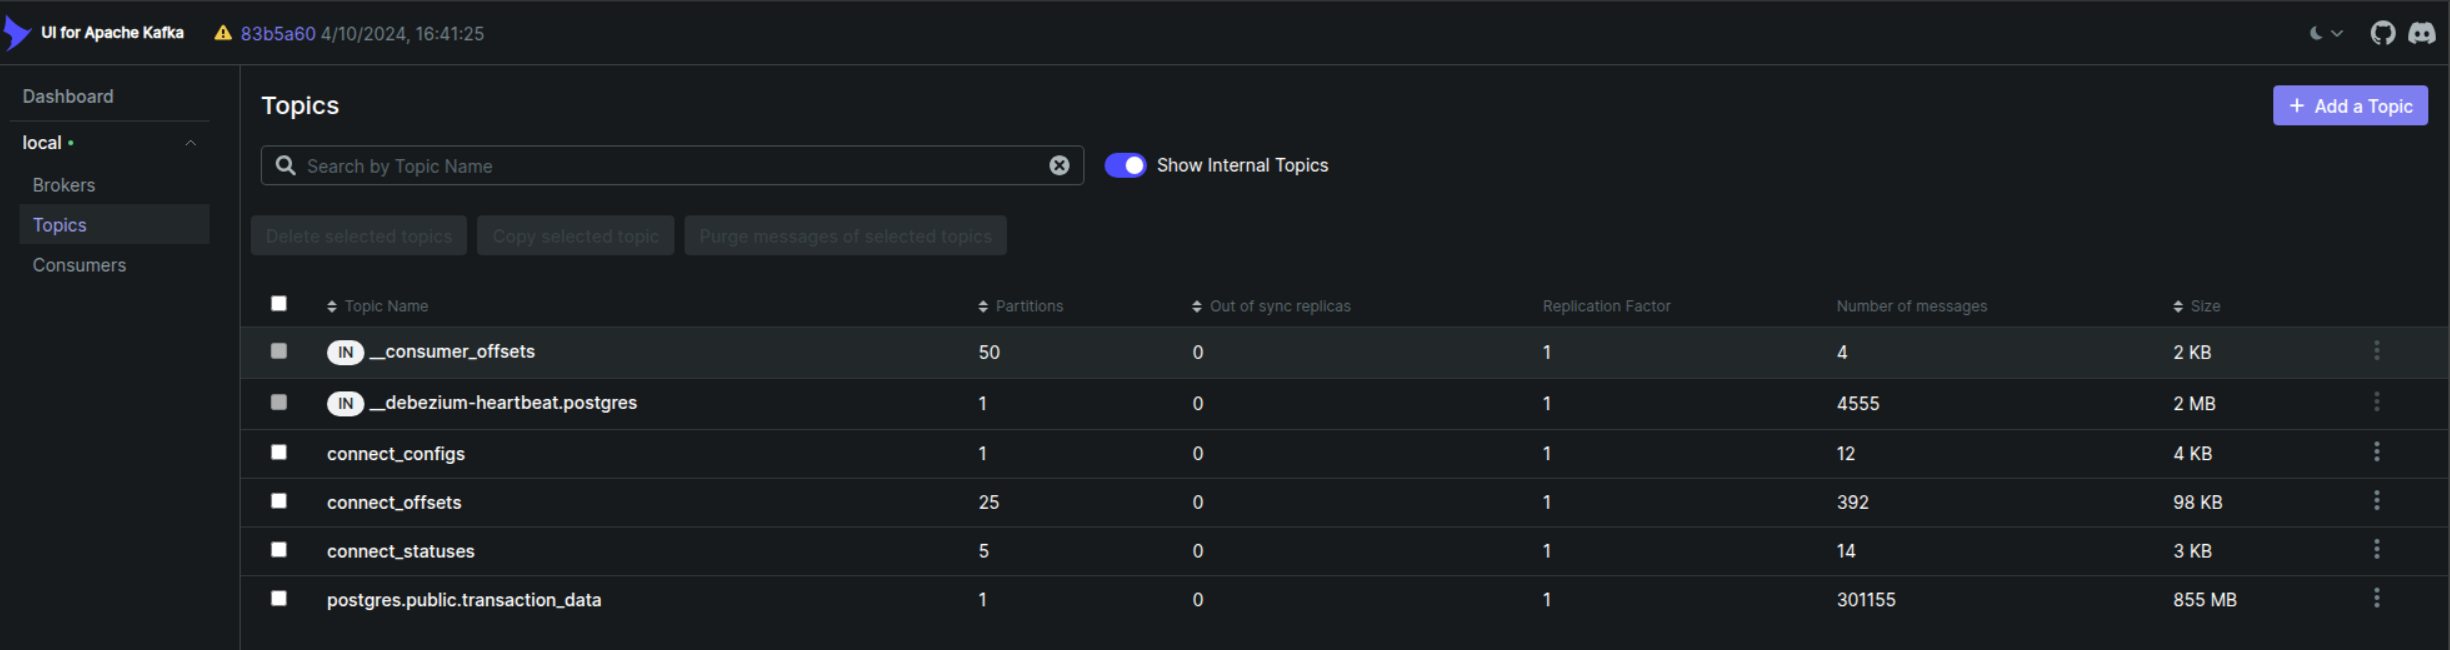 UI for Apache Kafka 83b5a60 4/10/2024, 16:41:25
Dashboard
local
Brokers
Topics
Consumers
Topics
+ Add a Topic
Search by Topic Name
Show Internal Topics
Delete selected topics Copy selected topic Purge messages of selected topics
Topic Name Partitions Out of sync replicas Replication Factor Number of messages Size
IN __consumer_offsets 50 0 1 4 2 KB
IN __debezium-heartbeat.postgres 1 0 1 4555 2 MB
connect_configs 1 0 1 12 4 KB
connect_offsets 25 0 1 392 98 KB
connect_statuses 5 0 1 14 3 KB
postgres.public.transaction_data 1 0 1 301155 855 MB